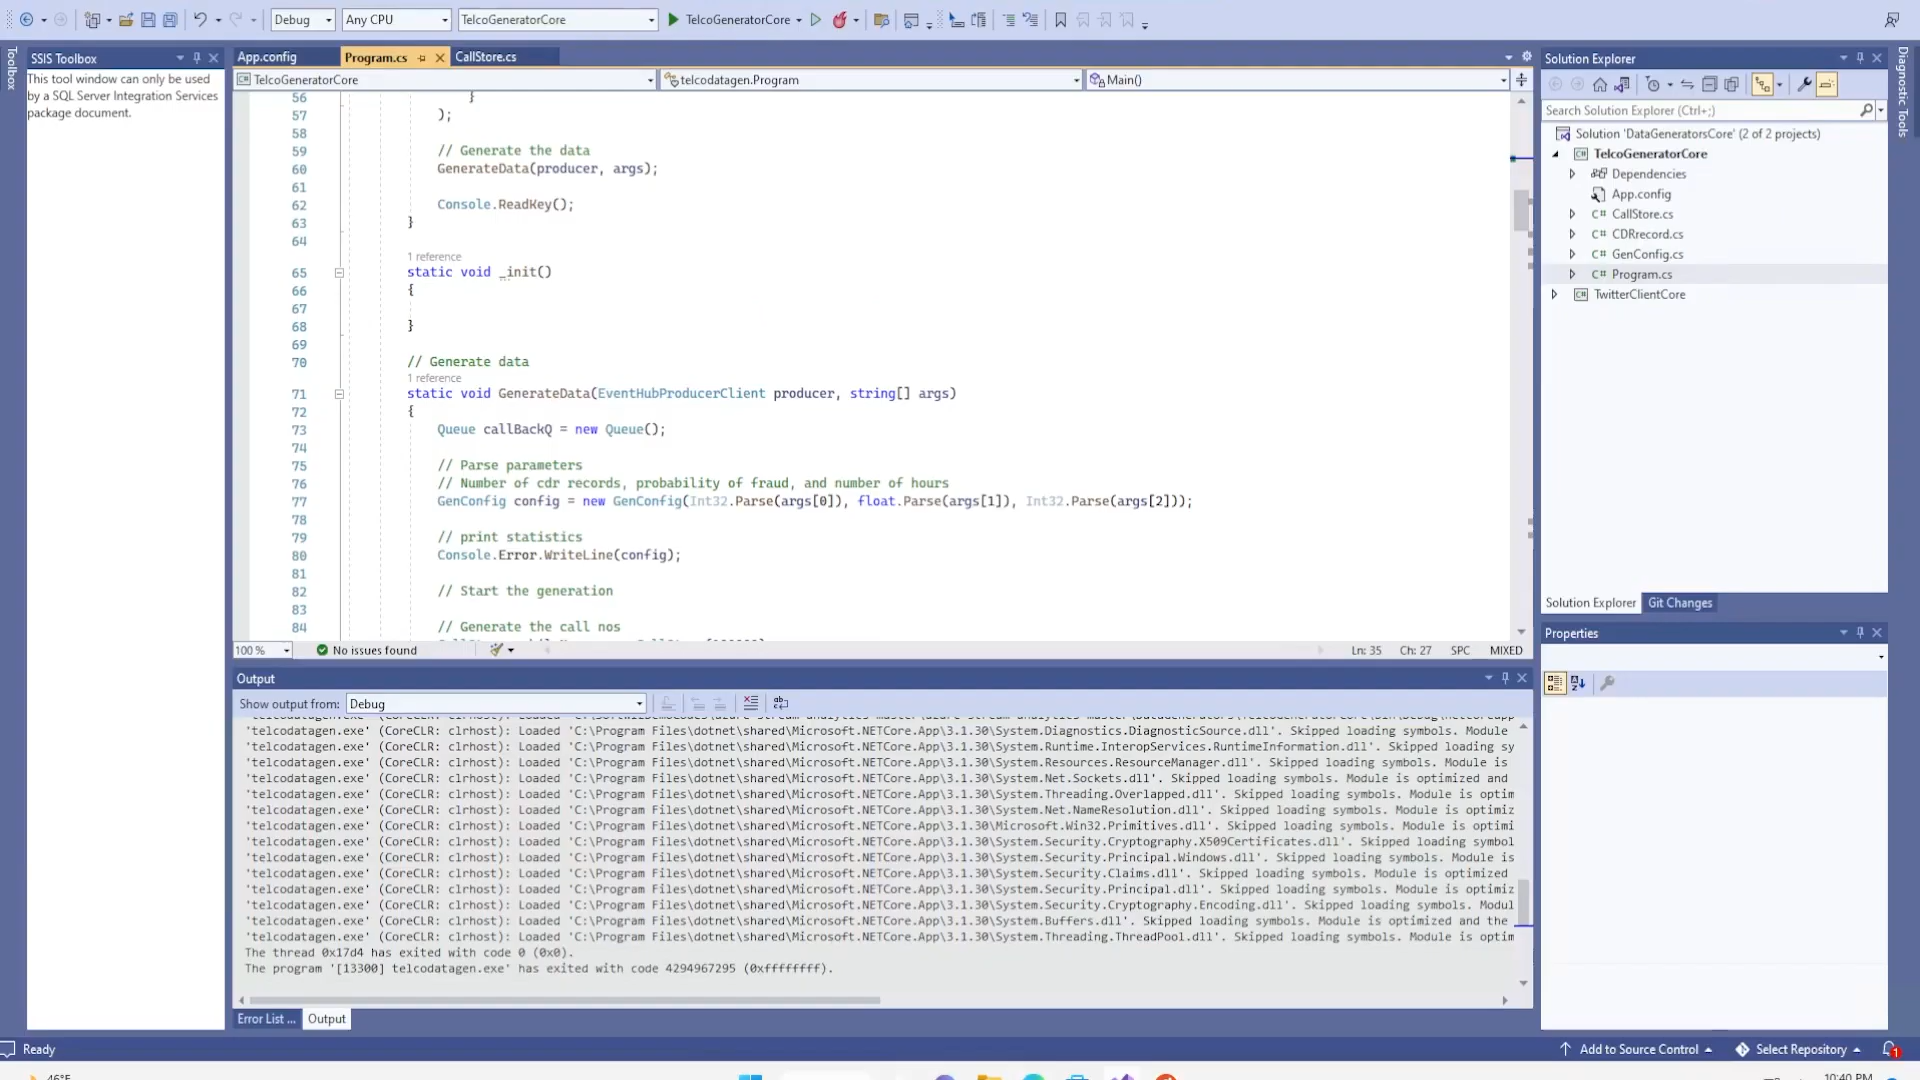 Debug
Any CPU
TelcoGeneratorCore
TelcoGeneratorCore
Toolbox
SSIS Toolbox
This tool window can only be used
by a SQL Server Integration Services
package document.
App.config
Program.cs
CallStore.cs
TelcoGeneratorCore
telcodatagen.Program
Main()
56 }
57 );
58
59 // Generate the data
60 GenerateData(producer, args);
61
62 Console.ReadKey();
63 }
64
1 reference
65 static void _init()
66 {
67
68 }
69
70 // Generate data
1 reference
71 static void GenerateData(EventHubProducerClient producer, string[] args)
72 {
73 Queue callBackQ = new Queue();
74
75 // Parse parameters
76 // Number of cdr records, probability of fraud, and number of hours
77 GenConfig config = new GenConfig(Int32.Parse(args[0]), float.Parse(args[1]), Int32.Parse(args[2]));
78
79 // print statistics
80 Console.Error.WriteLine(config);
81
82 // Start the generation
83
84 // Generate the call nos
100 %
No issues found
Ln: 35 Ch: 27 SPC MIXED
Output
Show output from: Debug
'telcodatagen.exe' (CoreCLR: clrhost): Loaded 'C:\Program Files\dotnet\shared\Microsoft.NETCore.App\3.1.30\System.Diagnostics.DiagnosticSource.dll'. Skipped loading symbols. Module
'telcodatagen.exe' (CoreCLR: clrhost): Loaded 'C:\Program Files\dotnet\shared\Microsoft.NETCore.App\3.1.30\System.Runtime.InteropServices.RuntimeInformation.dll'. Skipped loading sy
'telcodatagen.exe' (CoreCLR: clrhost): Loaded 'C:\Program Files\dotnet\shared\Microsoft.NETCore.App\3.1.30\System.Resources.ResourceManager.dll'. Skipped loading symbols. Module is
'telcodatagen.exe' (CoreCLR: clrhost): Loaded 'C:\Program Files\dotnet\shared\Microsoft.NETCore.App\3.1.30\System.Net.Sockets.dll'. Skipped loading symbols. Module is optimized and
'telcodatagen.exe' (CoreCLR: clrhost): Loaded 'C:\Program Files\dotnet\shared\Microsoft.NETCore.App\3.1.30\System.Threading.Overlapped.dll'. Skipped loading symbols. Module is optim
'telcodatagen.exe' (CoreCLR: clrhost): Loaded 'C:\Program Files\dotnet\shared\Microsoft.NETCore.App\3.1.30\System.Net.NameResolution.dll'. Skipped loading symbols. Module is optimiz
'telcodatagen.exe' (CoreCLR: clrhost): Loaded 'C:\Program Files\dotnet\shared\Microsoft.NETCore.App\3.1.30\Microsoft.Win32.Primitives.dll'. Skipped loading symbols. Module is optimi
'telcodatagen.exe' (CoreCLR: clrhost): Loaded 'C:\Program Files\dotnet\shared\Microsoft.NETCore.App\3.1.30\System.Security.Cryptography.X509Certificates.dll'. Skipped loading symbol
'telcodatagen.exe' (CoreCLR: clrhost): Loaded 'C:\Program Files\dotnet\shared\Microsoft.NETCore.App\3.1.30\System.Security.Principal.Windows.dll'. Skipped loading symbols. Module is
'telcodatagen.exe' (CoreCLR: clrhost): Loaded 'C:\Program Files\dotnet\shared\Microsoft.NETCore.App\3.1.30\System.Security.Claims.dll'. Skipped loading symbols. Module is optimized
'telcodatagen.exe' (CoreCLR: clrhost): Loaded 'C:\Program Files\dotnet\shared\Microsoft.NETCore.App\3.1.30\System.Security.Principal.dll'. Skipped loading symbols. Module is optimiz
'telcodatagen.exe' (CoreCLR: clrhost): Loaded 'C:\Program Files\dotnet\shared\Microsoft.NETCore.App\3.1.30\System.Security.Cryptography.Encoding.dll'. Skipped loading symbols. Modul
'telcodatagen.exe' (CoreCLR: clrhost): Loaded 'C:\Program Files\dotnet\shared\Microsoft.NETCore.App\3.1.30\System.Buffers.dll'. Skipped loading symbols. Module is optimized and the
'telcodatagen.exe' (CoreCLR: clrhost): Loaded 'C:\Program Files\dotnet\shared\Microsoft.NETCore.App\3.1.30\System.Threading.ThreadPool.dll'. Skipped loading symbols. Module is optim
The thread 0x17d4 has exited with code 0 (0x0).
The program '[13300] telcodatagen.exe' has exited with code 4294967295 (0xffffffff).
Error List ...
Output
Solution Explorer
Search Solution Explorer (Ctrl+;)
Solution 'DataGeneratorsCore' (2 of 2 projects)
TelcoGeneratorCore
Dependencies
App.config
C# CallStore.cs
C# CDRrecord.cs
C# GenConfig.cs
C# Program.cs
TwitterClientCore
Solution Explorer
Git Changes
Properties
Diagnostic Tools
Ready
Add to Source Control
Select Repository
1
46°F
10:40 PM